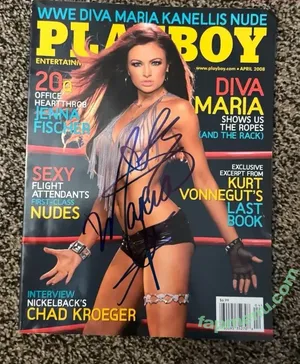 WWE DIVA MARIA KANELLIS NUDE
PLAYBOY
ENTERTAINM
www.playboy.com • APRIL 2008
20Q
OFFICE
HEARTTHROB
JENNA
FISCHER
DIVA
MARIA
SHOWS US
THE ROPES
(AND THE RACK)
SEXY
FLIGHT
ATTENDANTS
FIRST-CLASS
NUDES
EXCLUSIVE
EXCERPT FROM
KURT
VONNEGUT'S
LAST
BOOK
INTERVIEW
NICKELBACK'S
CHAD KROEGER
Maria